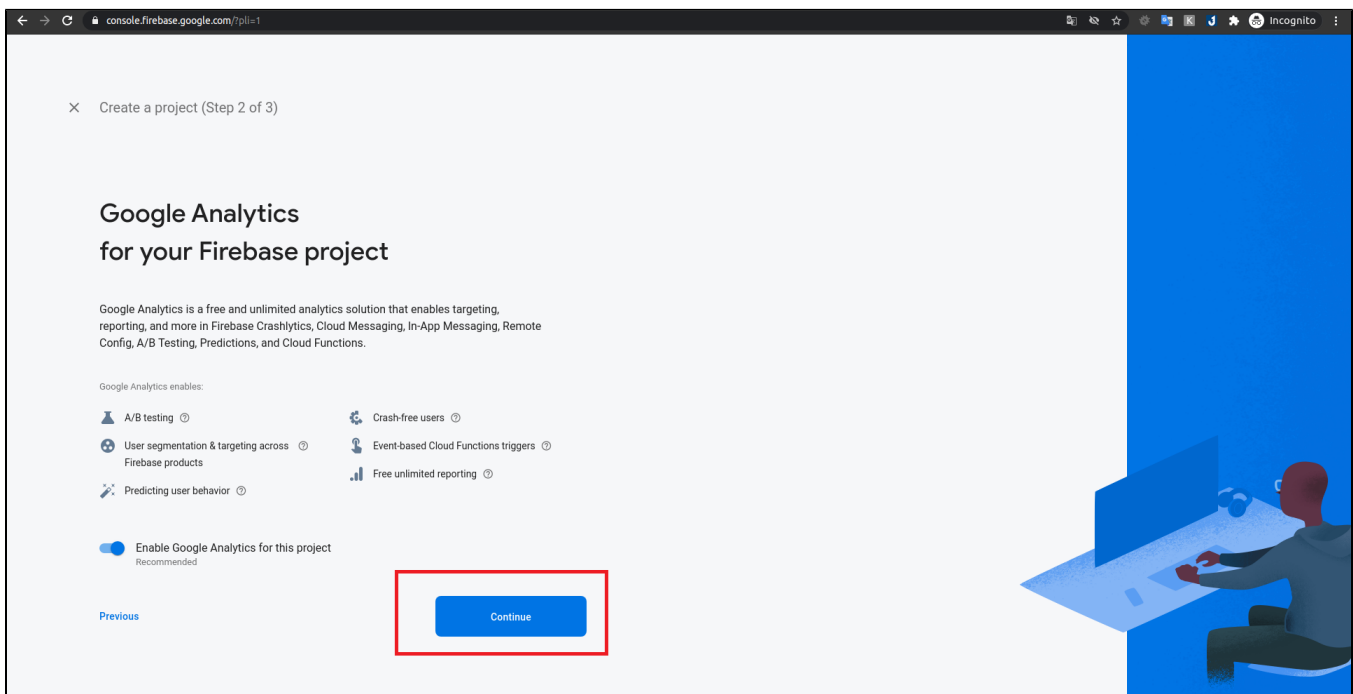 console.firebase.google.com/?pli=1
Incognito
Create a project (Step 2 of 3)
Google Analytics
for your Firebase project
Google Analytics is a free and unlimited analytics solution that enables targeting,
reporting, and more in Firebase Crashlytics, Cloud Messaging, In-App Messaging, Remote
Config, A/B Testing, Predictions, and Cloud Functions.
Google Analytics enables:
A/B testing
User segmentation & targeting across
Firebase products
Predicting user behavior
Crash-free users
Event-based Cloud Functions triggers
Free unlimited reporting
Enable Google Analytics for this project
Recommended
Previous
Continue